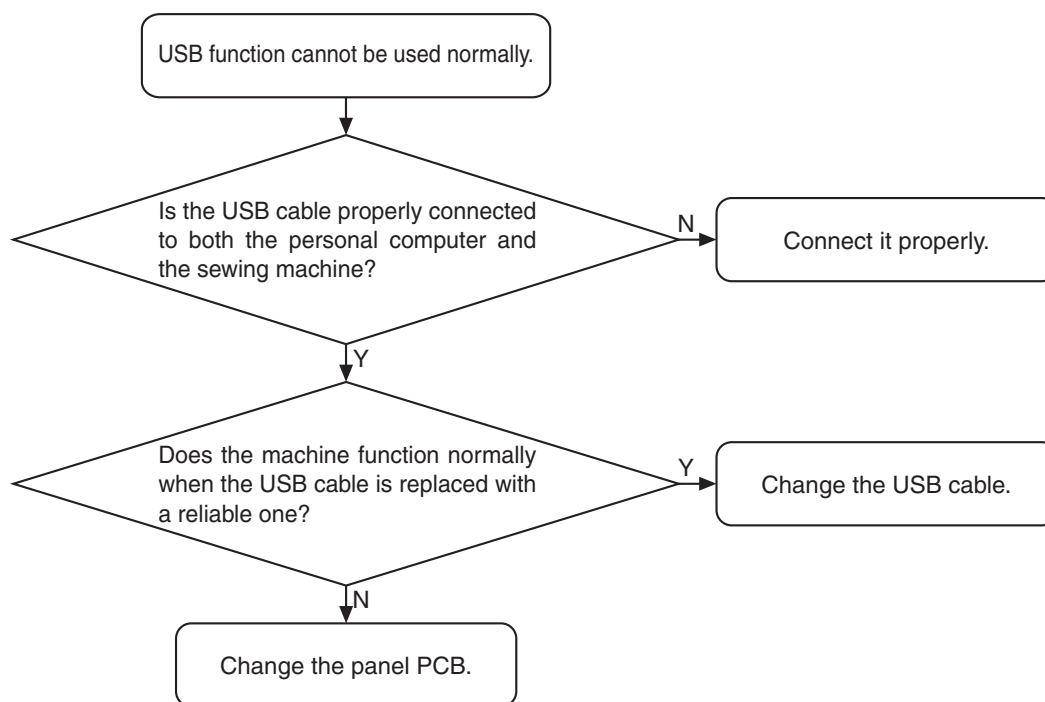 USB function cannot be used normally.
Is the USB cable properly connected
to both the personal computer and
the sewing machine?
N
Connect it properly.
Y
Does the machine function normally
when the USB cable is replaced with
a reliable one?
Y
Change the USB cable.
N
Change the panel PCB.